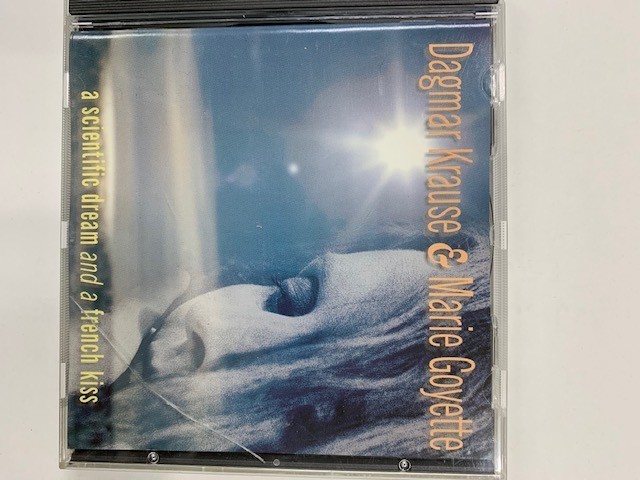 Dagmar Krause & Marie Goyette
a scientific dream and a french kiss